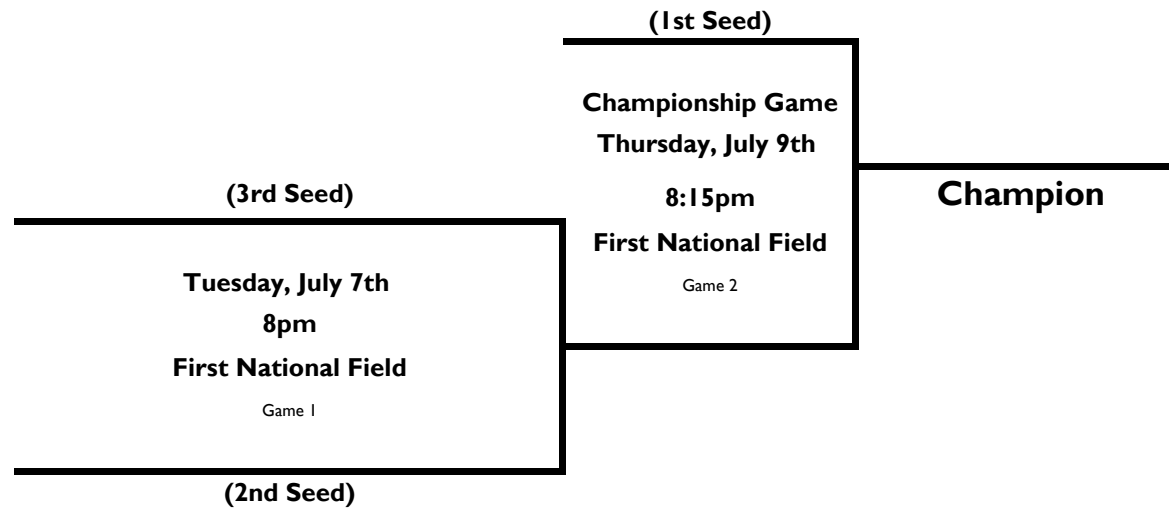 (1st Seed)
Championship Game
Thursday, July 9th
8:15pm
First National Field
Game 2
Champion
(3rd Seed)
Tuesday, July 7th
8pm
First National Field
Game 1
(2nd Seed)